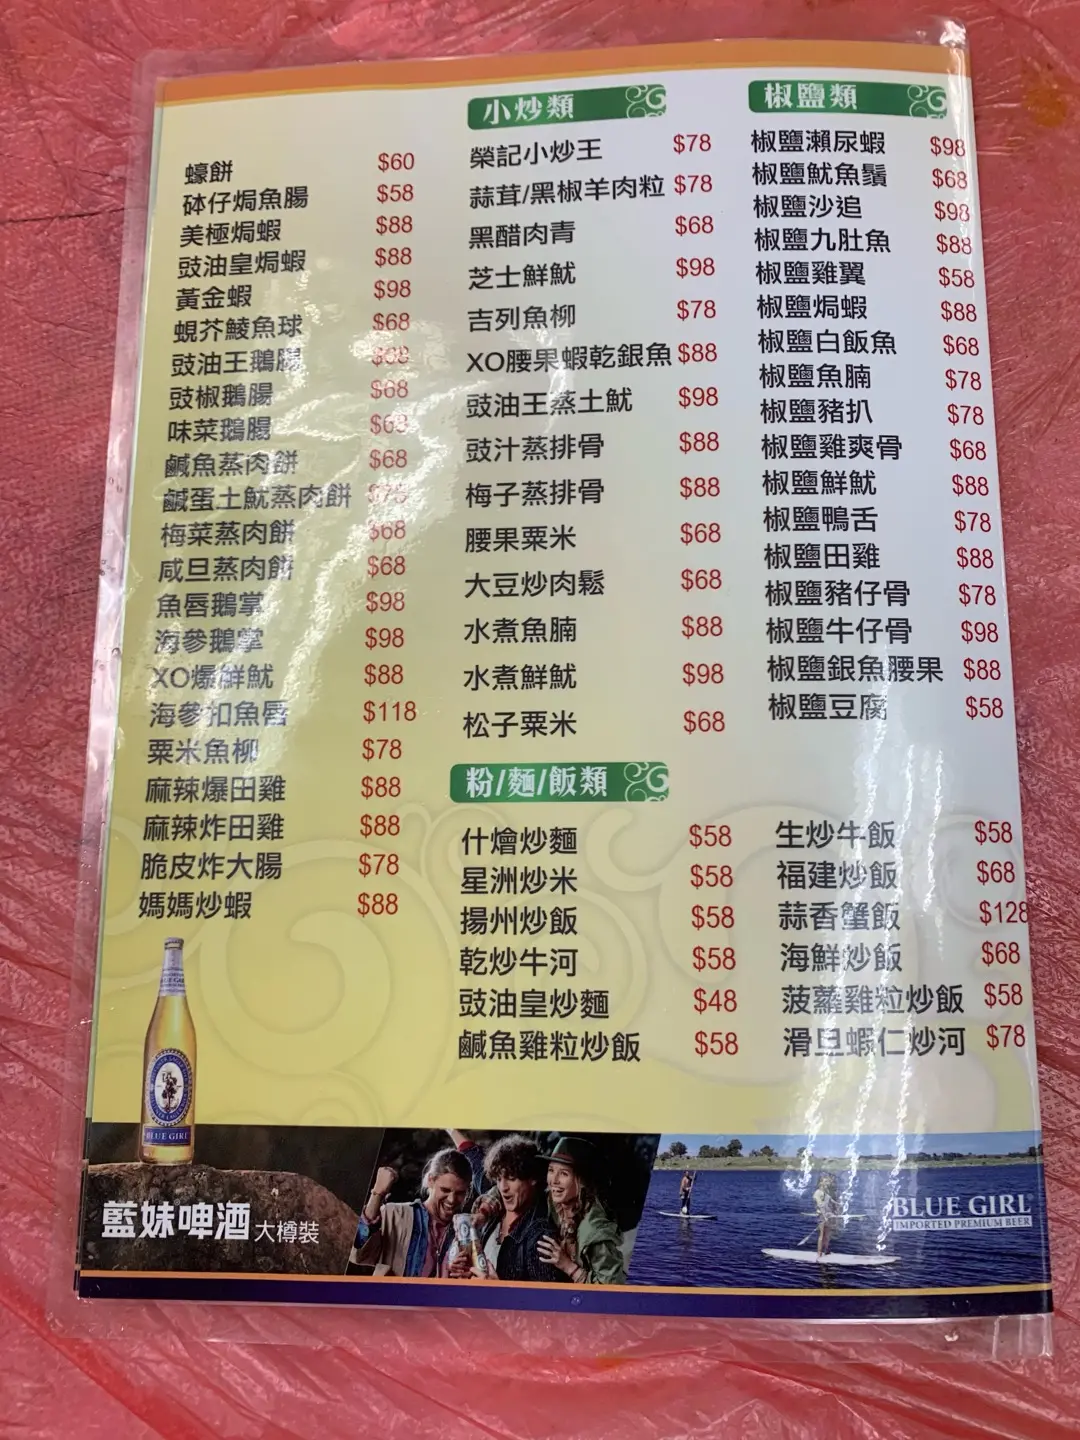 蠔餅 $60
砵仔焗魚腸 $58
美極焗蝦 $88
豉油皇焗蝦 $88
黃金蝦 $98
蜆芥鯪魚球 $68
豉油王鵝腸
豉椒鵝腸 $68
味菜鵝腸 $68
鹹魚蒸肉餅 $68
鹹蛋土魷蒸肉餅
梅菜蒸肉餅 $68
咸旦蒸肉餅 $68
魚唇鵝掌 $98
海參鵝掌 $98
XO爆鮮魷 $88
海參扣魚唇 $118
粟米魚柳 $78
麻辣爆田雞 $88
麻辣炸田雞 $88
脆皮炸大腸 $78
媽媽炒蝦 $88
小炒類
榮記小炒王 $78
蒜茸/黑椒羊肉粒 $78
黑醋肉青 $68
芝士鮮魷 $98
吉列魚柳 $78
XO腰果蝦乾銀魚 $88
豉油王蒸土魷 $98
豉汁蒸排骨 $88
梅子蒸排骨 $88
腰果粟米 $68
大豆炒肉鬆 $68
水煮魚腩 $88
水煮鮮魷 $98
松子粟米 $68
椒鹽類
椒鹽瀨尿蝦 $98
椒鹽魷魚鬚 $68
椒鹽沙追 $98
椒鹽九肚魚 $88
椒鹽雞翼 $58
椒鹽焗蝦 $88
椒鹽白飯魚 $68
椒鹽魚腩 $78
椒鹽豬扒 $78
椒鹽雞爽骨 $68
椒鹽鮮魷 $88
椒鹽鴨舌 $78
椒鹽田雞 $88
椒鹽豬仔骨 $78
椒鹽牛仔骨 $98
椒鹽銀魚腰果 $88
椒鹽豆腐 $58
粉/麵/飯類
什燴炒麵 $58
星洲炒米 $58
揚州炒飯 $58
乾炒牛河 $58
豉油皇炒麵 $48
鹹魚雞粒炒飯 $58
生炒牛飯 $58
福建炒飯 $68
蒜香蟹飯 $128
海鮮炒飯 $68
菠蘿雞粒炒飯 $58
滑旦蝦仁炒河 $78
BLUE GIRL
藍妹啤酒 大樽裝
BLUE GIRL
IMPORTED PREMIUM BEER